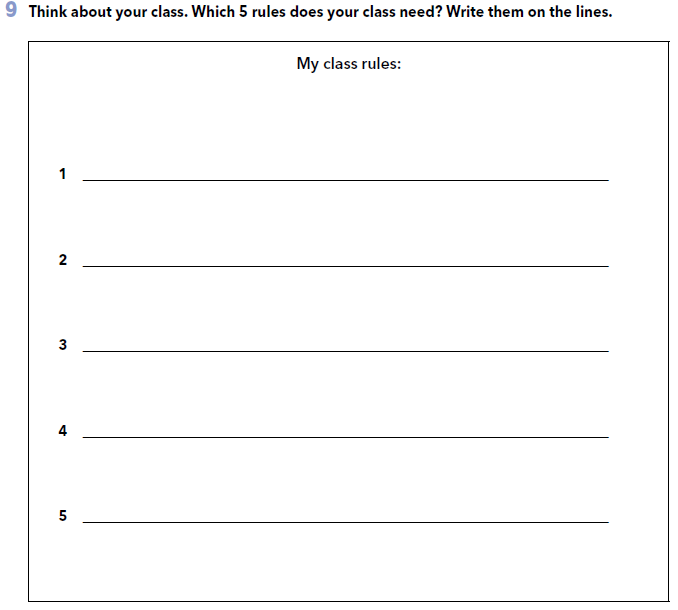 9 Think about your class. Which 5 rules does your class need? Write them on the lines.
My class rules:
1
2
3
4
5